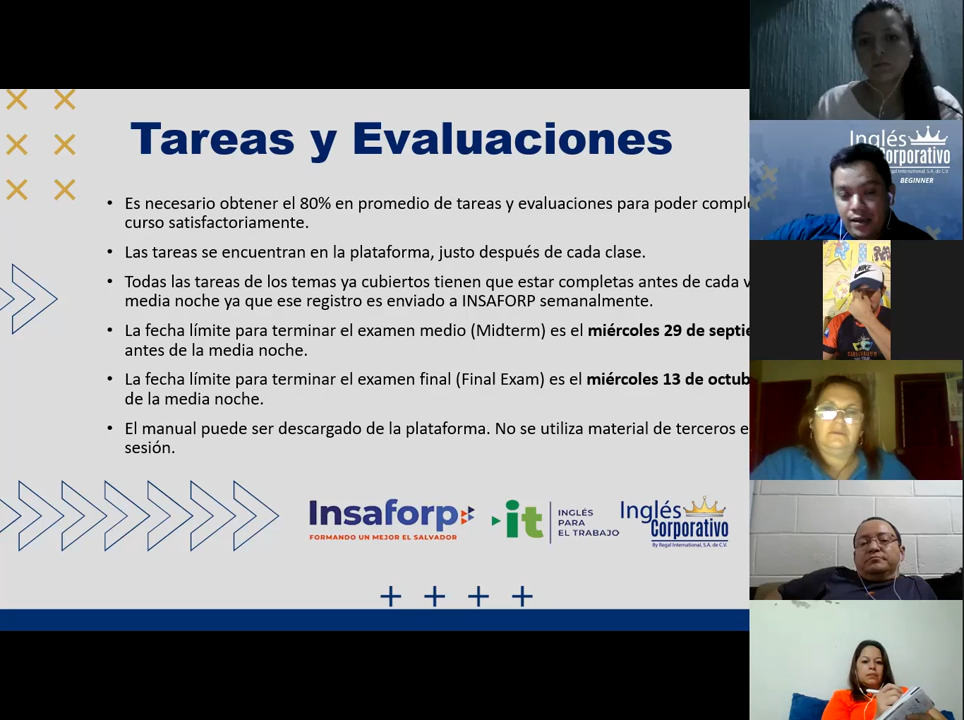 Tareas y Evaluaciones
• Es necesario obtener el 80% en promedio de tareas y evaluaciones para poder
curso satisfactoriamente.
• Las tareas se encuentran en la plataforma, justo después de cada clase.
• Todas las tareas de los temas ya cubiertos tienen que estar completas antes de cada
media noche ya que ese registro es enviado a INSAFORP semanalmente.
• La fecha límite para terminar el examen medio (Midterm) es el miércoles 29 de
antes de la media noche.
• La fecha límite para terminar el examen final (Final Exam) es el miércoles 13 de
de la media noche.
• El manual puede ser descargado de la plataforma. No se utiliza material de terceros
sesión.
Insaforp
FORMANDO UN MEJOR EL SALVADOR
it
INGLÉS
PARA
EL TRABAJO
Inglés
Corporativo
By Regal International, S.A. de C.V.
Inglés
Corporativo
International, S.A. de C.V.
BEGINNER
NIKE